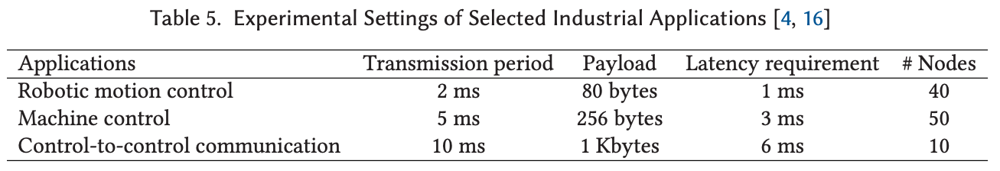 Table 5. Experimental Settings of Selected Industrial Applications [4, 16]
Applications Transmission period Payload Latency requirement # Nodes
Robotic motion control 2 ms 80 bytes 1 ms 40
Machine control 5 ms 256 bytes 3 ms 50
Control-to-control communication 10 ms 1 Kbytes 6 ms 10